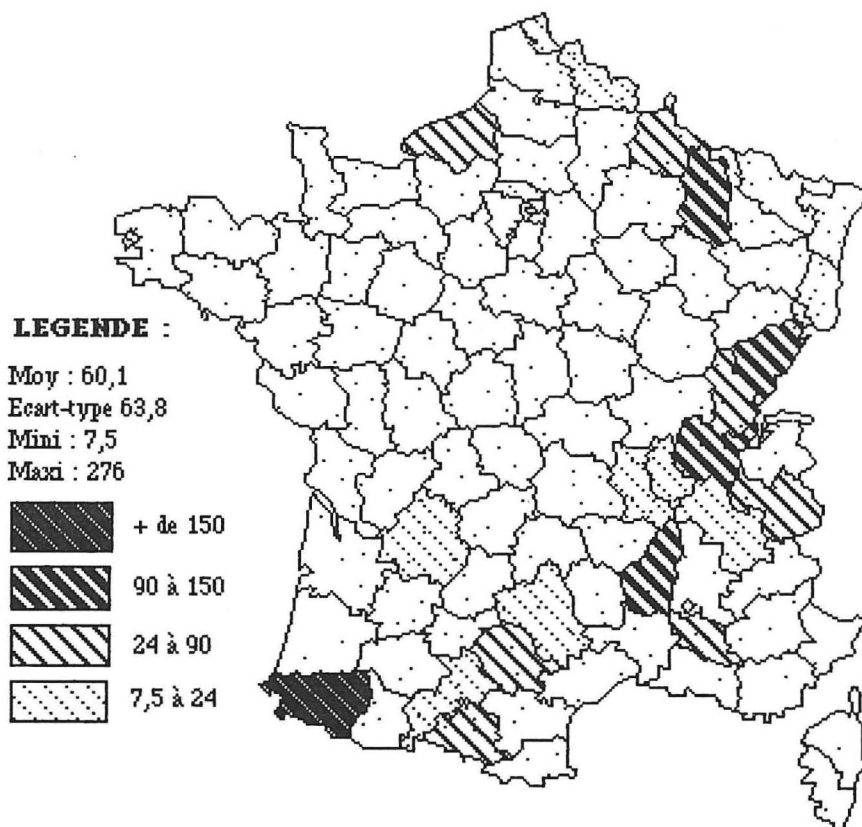 LEGENDE :
Moy : 60,1
Ecart-type 63,8
Mini : 7,5
Maxi : 276
+ de 150
90 à 150
24 à 90
7,5 à 24